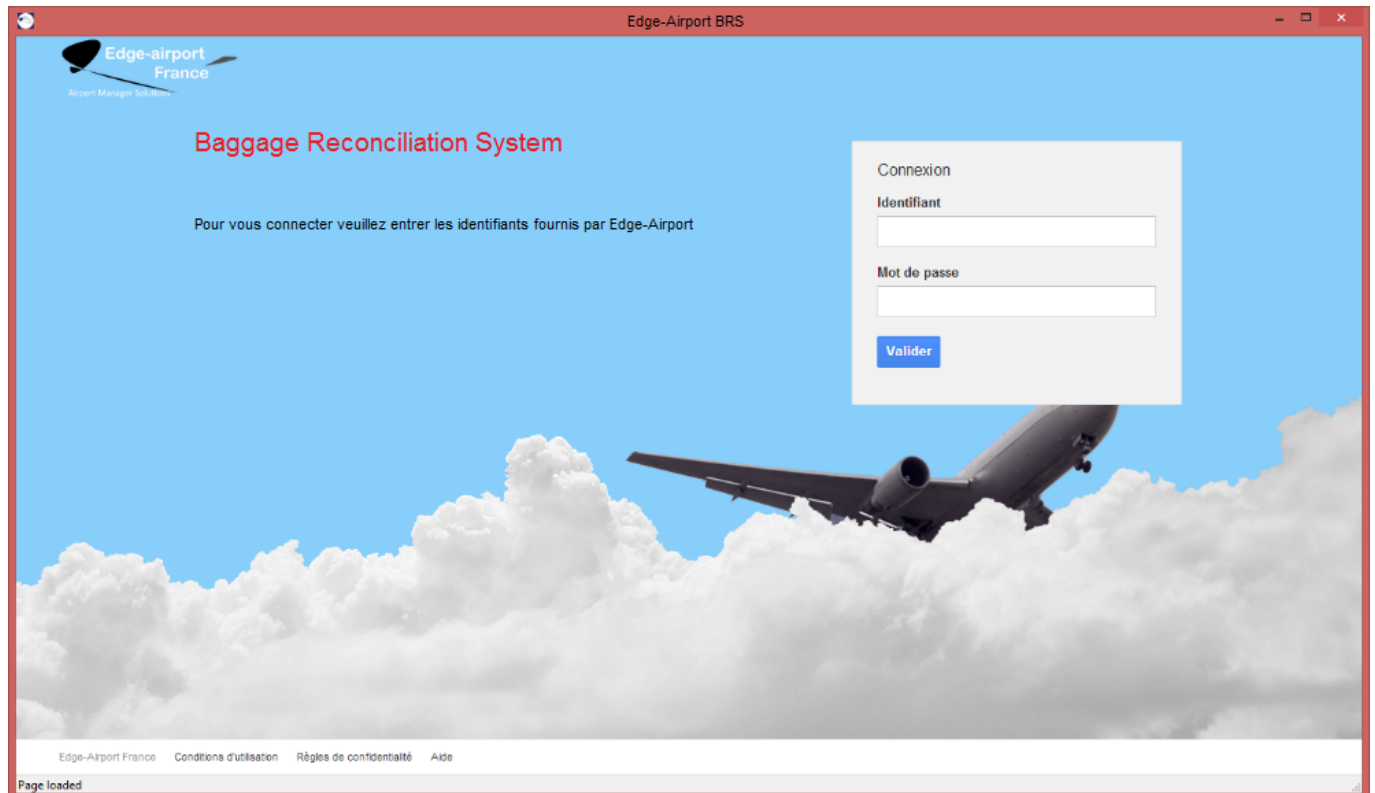 Edge-Airport BRS
Edge-airport
France
Airport Manager Solutions
Baggage Reconciliation System
Pour vous connecter veuillez entrer les identifiants fournis par Edge-Airport
Connexion
Identifiant
Mot de passe
Valider
Edge-Airport France Conditions d'utilisation Règles de confidentialité Aide
Page loaded